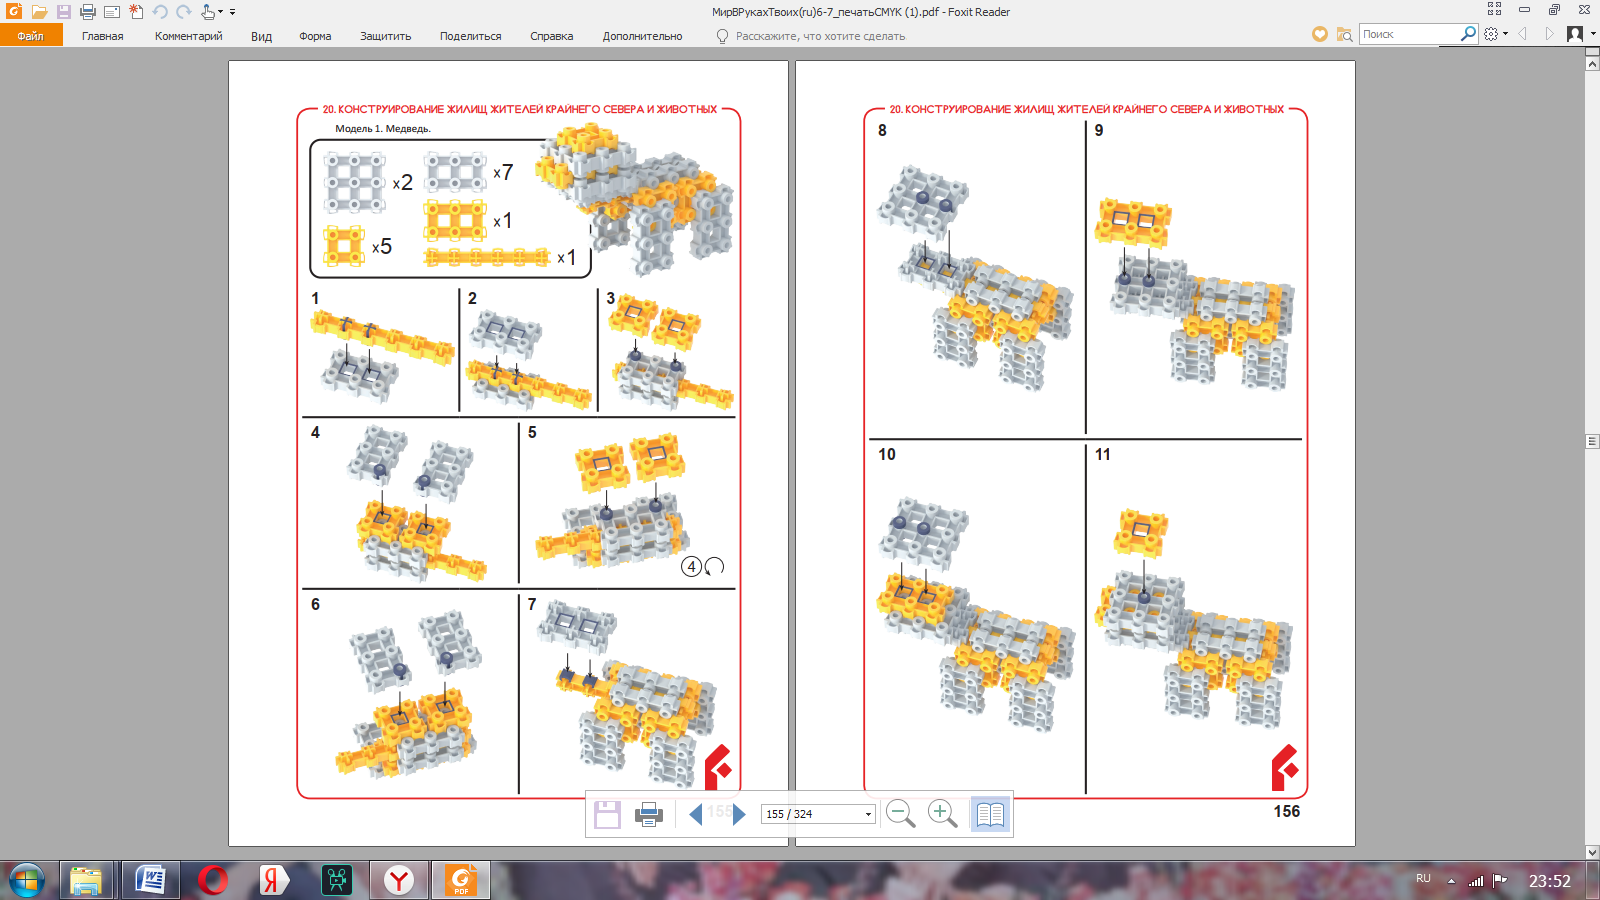 МирВРукахТвоих(ru)6-7_печатьCMYK (1).pdf - Foxit Reader
Файл Главная Комментарий Вид Форма Защитить Поделиться Справка Дополнительно Расскажите, что хотите сделать Поиск
20. КОНСТРУИРОВАНИЕ ЖИЛИЩ ЖИТЕЛЕЙ КРАЙНЕГО СЕВЕРА И ЖИВОТНЫХ
Модель 1. Медведь.
x2 x7
x1
x5
x1
1 2 3
4 5
4
6 7
155
20. КОНСТРУИРОВАНИЕ ЖИЛИЩ ЖИТЕЛЕЙ КРАЙНЕГО СЕВЕРА И ЖИВОТНЫХ
8 9
10 11
156
155 / 324
PDF
RU 23:52